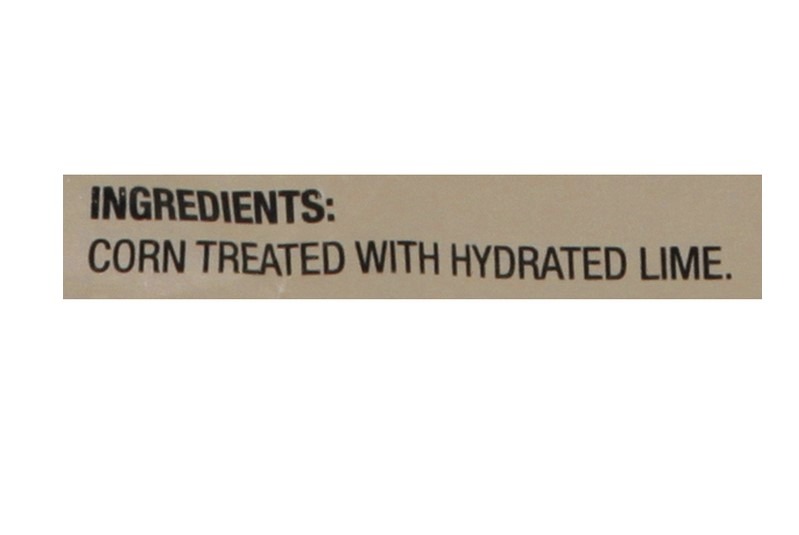 INGREDIENTS:
CORN TREATED WITH HYDRATED LIME.